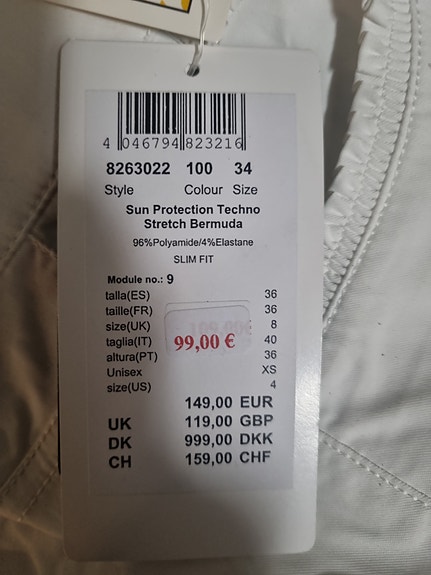 4 046794 823216
8263022 100 34
Style Colour Size
Sun Protection Techno
Stretch Bermuda
96%Polyamide/4%Elastane
SLIM FIT
Module no.: 9
talla(ES) 36
taille(FR) 36
size(UK) 8
taglia(IT) 40
99,00 €
altura(PT) 36
Unisex XS
size(US) 4
149,00 EUR
UK 119,00 GBP
DK 999,00 DKK
CH 159,00 CHF